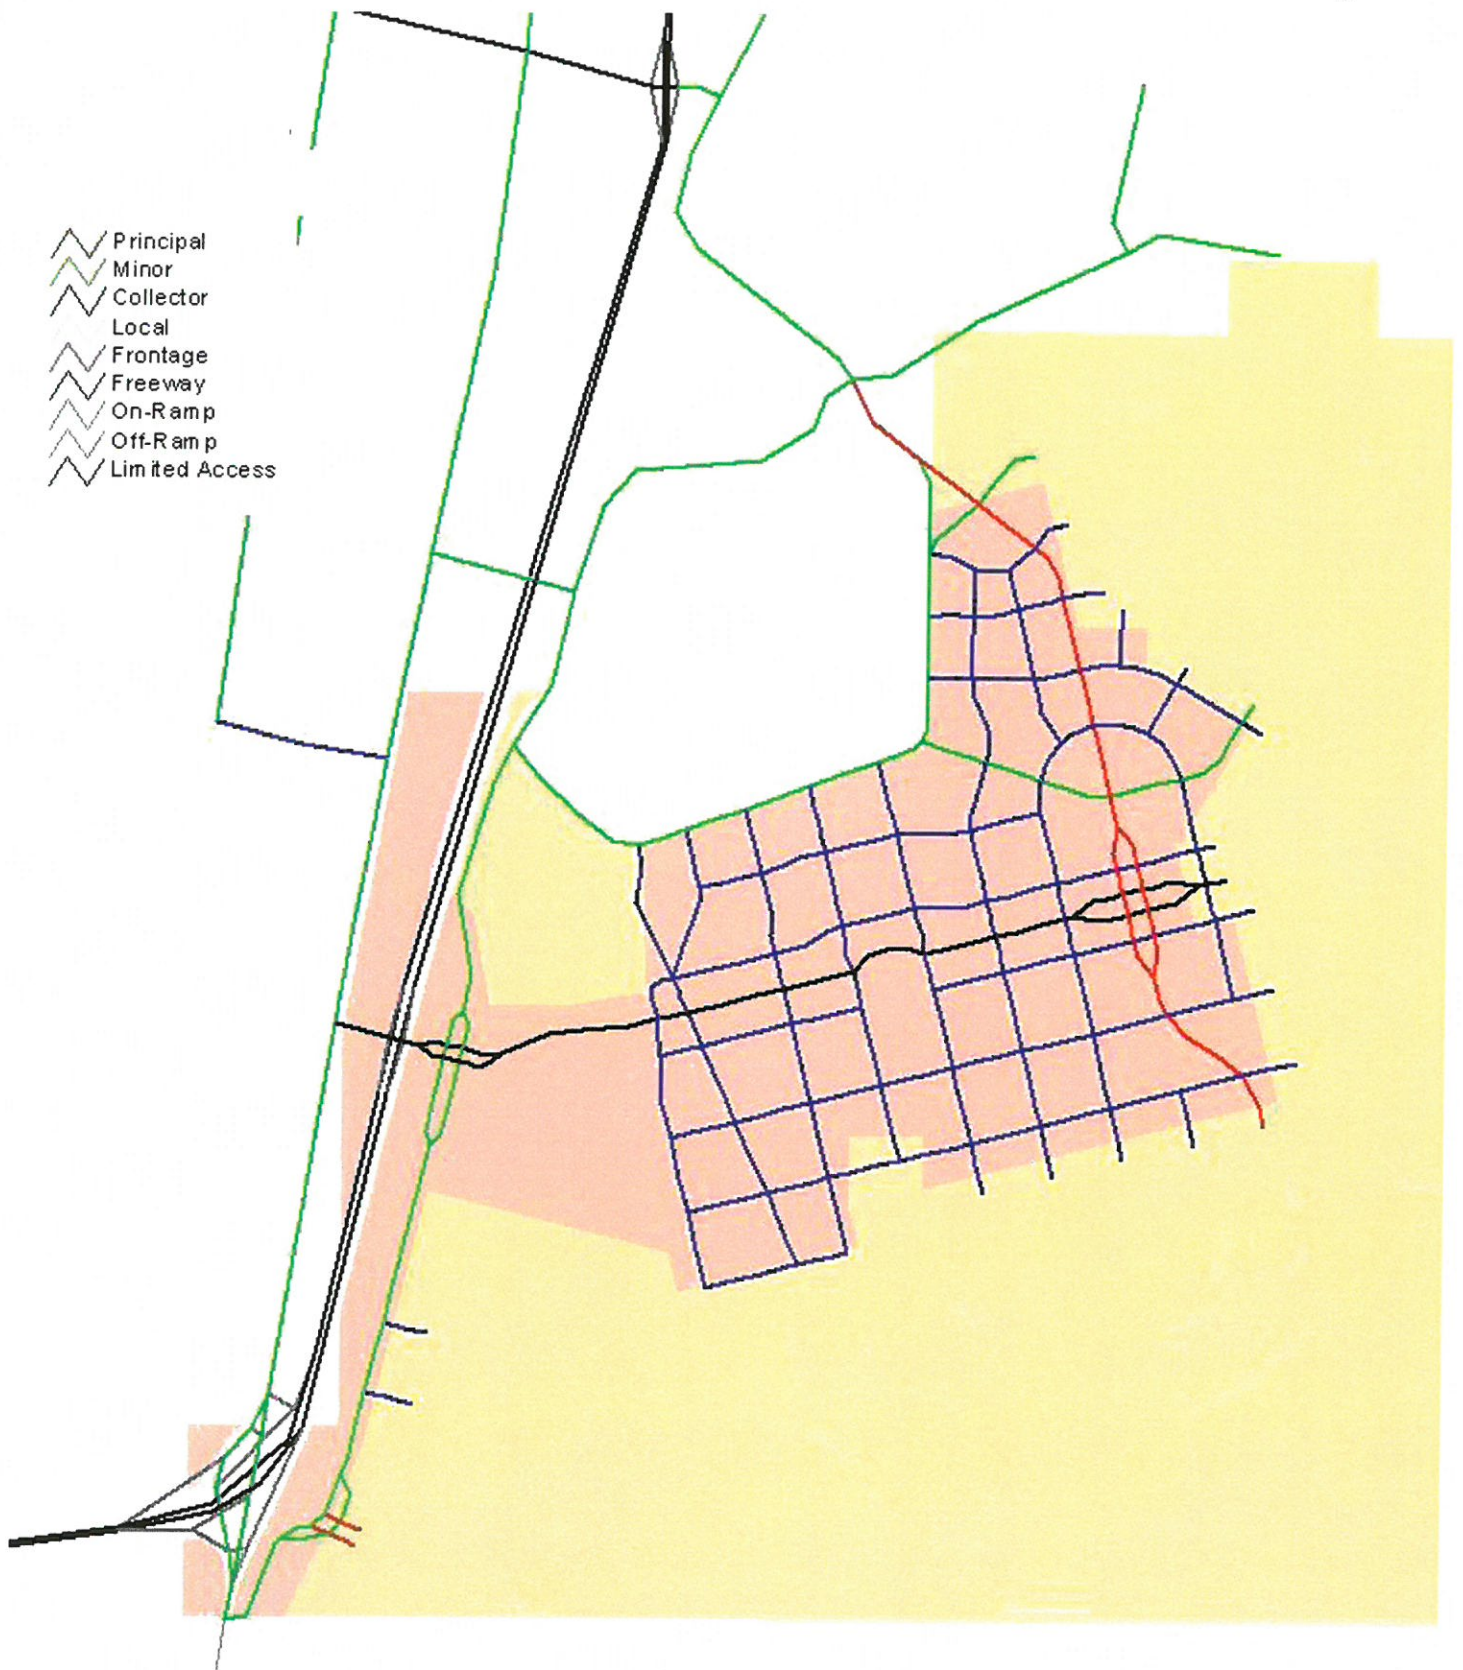 Principal
Minor
Collector
Local
Frontage
Freeway
On-Ramp
Off-Ramp
Limited Access